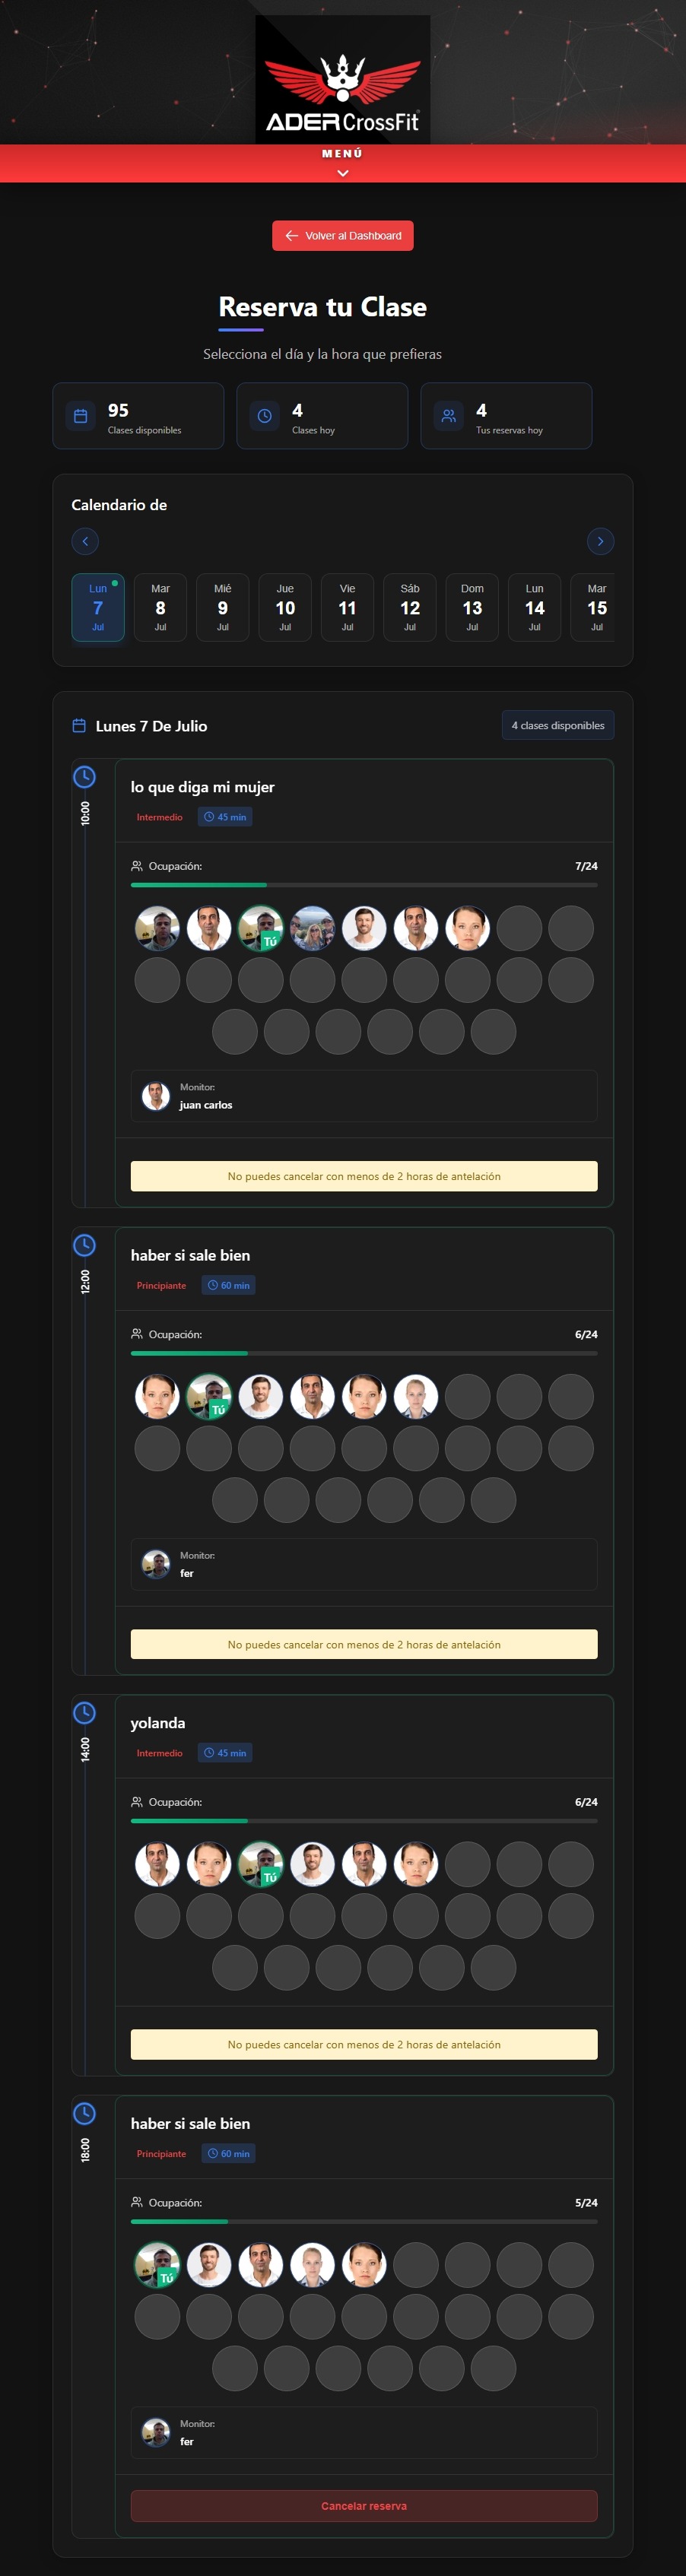 ADER CrossFit
MENÚ
Volver al Dashboard
Reserva tu Clase
Selecciona el día y la hora que prefieras
95
Clases disponibles
4
Clases hoy
4
Tus reservas hoy
Calendario de
Lun
7
Jul
Mar
8
Jul
Mié
9
Jul
Jue
10
Jul
Vie
11
Jul
Sáb
12
Jul
Dom
13
Jul
Lun
14
Jul
Mar
15
Jul
Lunes 7 De Julio
4 clases disponibles
10:00
lo que diga mi mujer
Intermedio
45 min
Ocupación:
7/24
Tú
Monitor:
juan carlos
No puedes cancelar con menos de 2 horas de antelación
12:00
haber si sale bien
Principiante
60 min
Ocupación:
6/24
Tú
Monitor:
fer
No puedes cancelar con menos de 2 horas de antelación
14:00
yolanda
Intermedio
45 min
Ocupación:
6/24
Tú
No puedes cancelar con menos de 2 horas de antelación
18:00
haber si sale bien
Principiante
60 min
Ocupación:
5/24
Tú
Monitor:
fer
Cancelar reserva